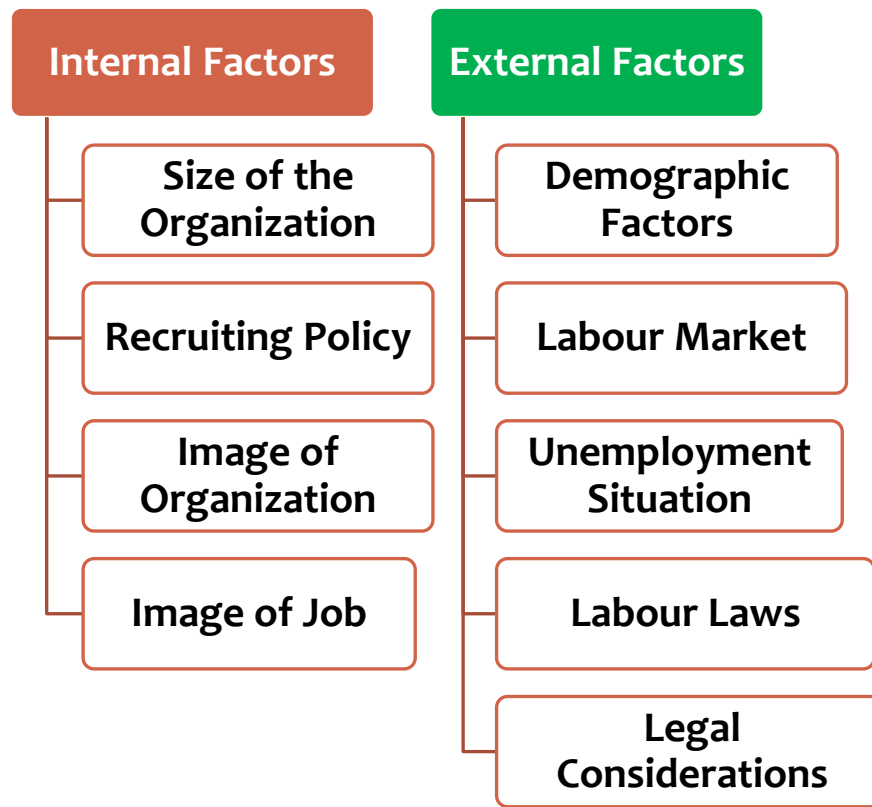 Internal Factors
Size of the
Organization
Recruiting Policy
Image of
Organization
Image of Job
External Factors
Demographic
Factors
Labour Market
Unemployment
Situation
Labour Laws
Legal
Considerations